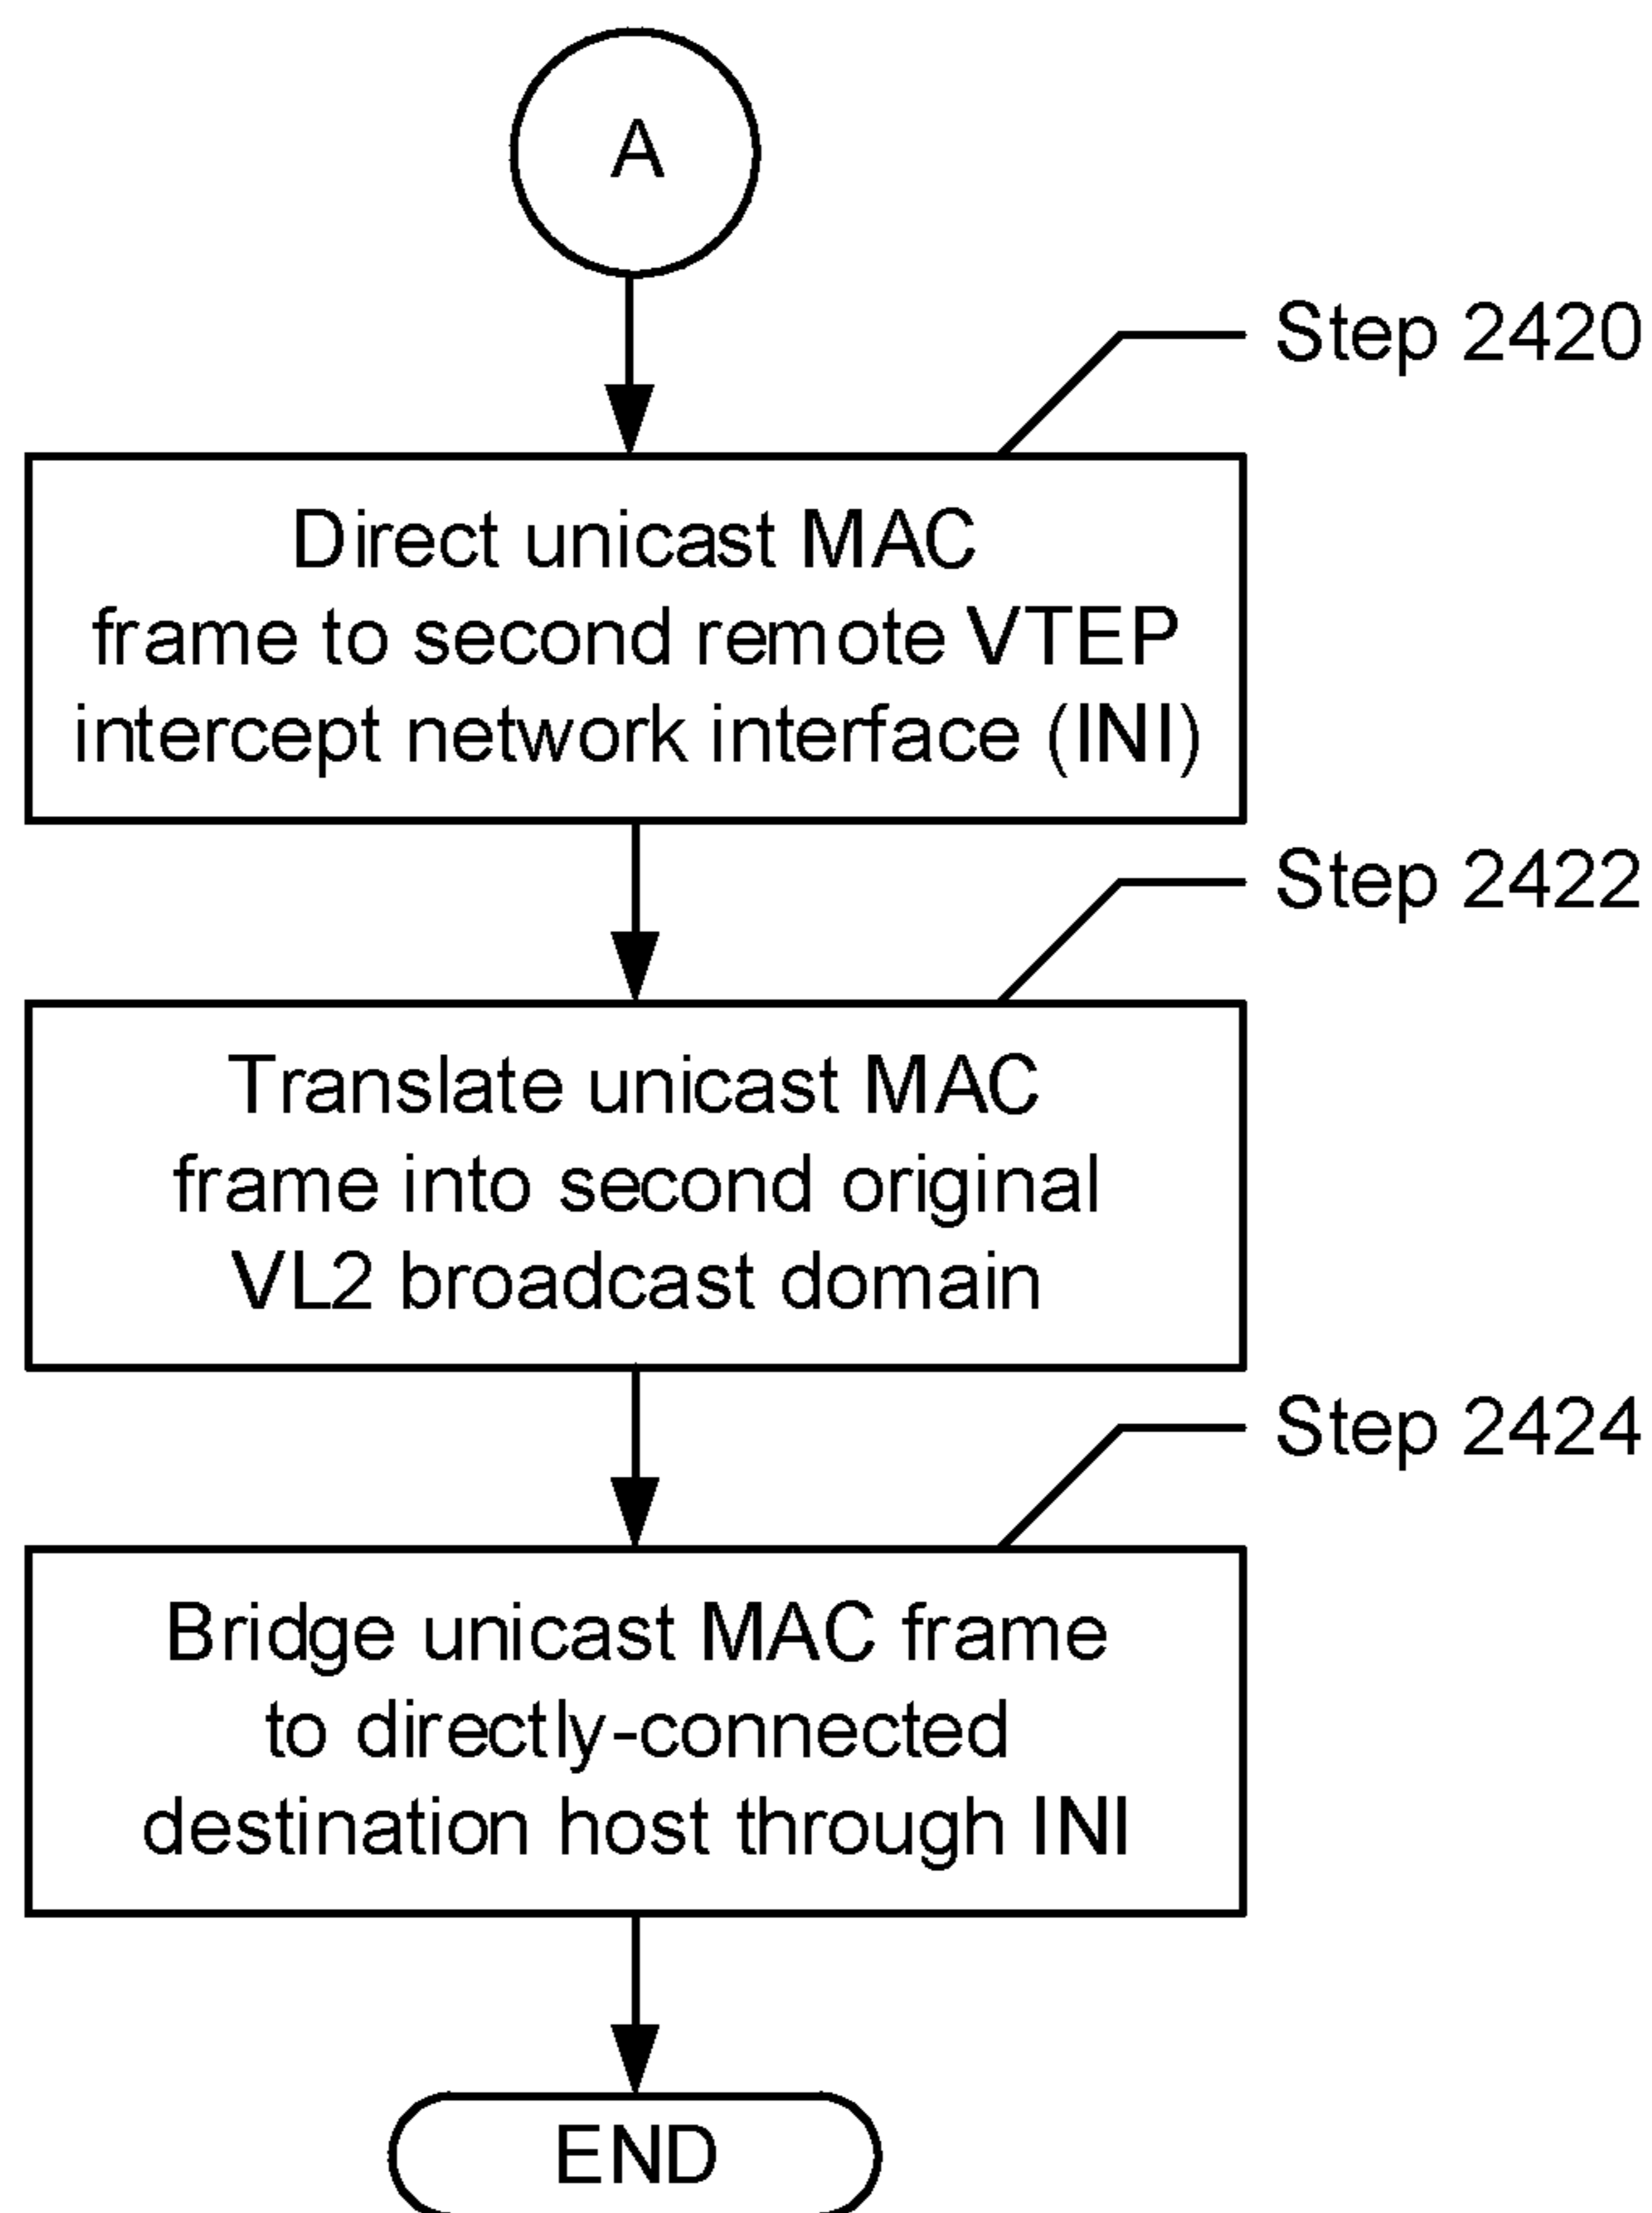 A
Step 2420
Direct unicast MAC
frame to second remote VTEP
intercept network interface (INI)
Step 2422
Translate unicast MAC
frame into second original
VL2 broadcast domain
Step 2424
Bridge unicast MAC frame
to directly-connected
destination host through INI
END